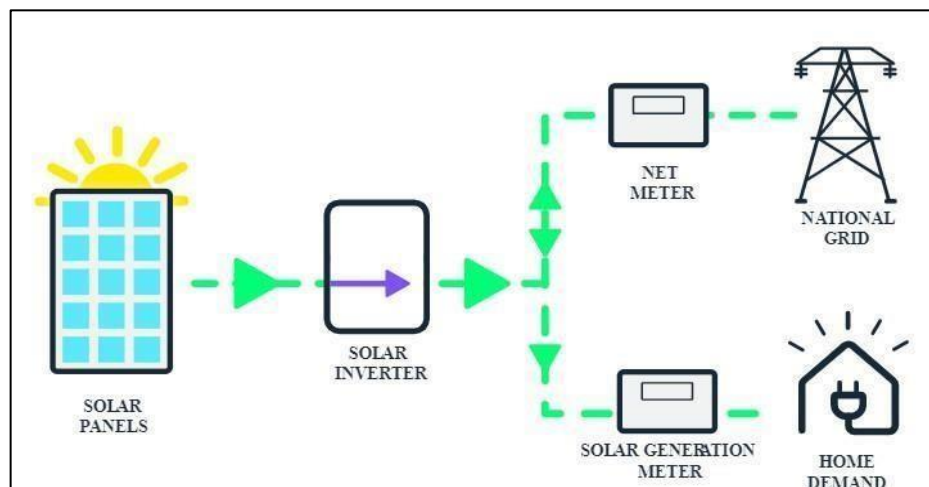 NET
METER
NATIONAL
GRID
SOLAR
INVERTER
SOLAR
PANELS
SOLAR GENERATION
METER
HOME
DEMAND